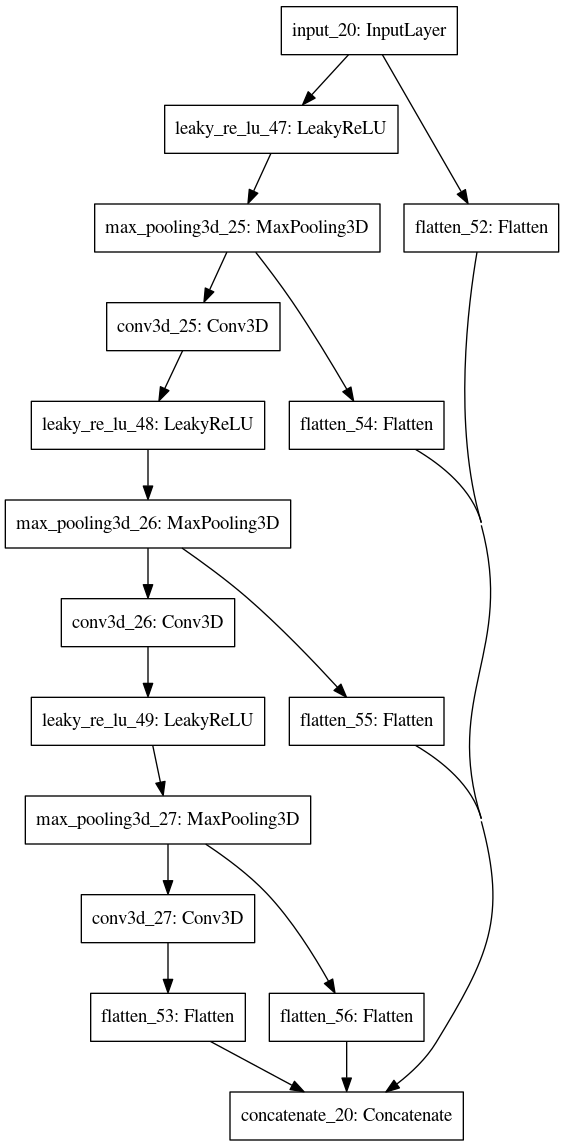 input_20: InputLayer
leaky_re_lu_47: LeakyReLU
max_pooling3d_25: MaxPooling3D
flatten_52: Flatten
conv3d_25: Conv3D
leaky_re_lu_48: LeakyReLU
flatten_54: Flatten
max_pooling3d_26: MaxPooling3D
conv3d_26: Conv3D
leaky_re_lu_49: LeakyReLU
flatten_55: Flatten
max_pooling3d_27: MaxPooling3D
conv3d_27: Conv3D
flatten_53: Flatten
flatten_56: Flatten
concatenate_20: Concatenate